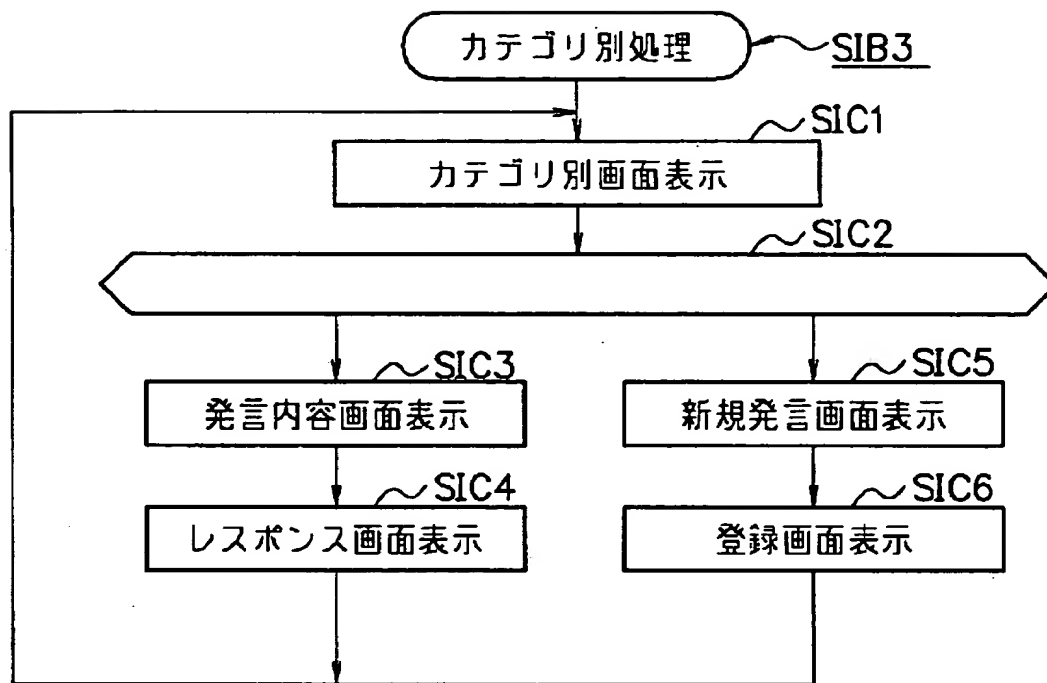 カテゴリ別処理
SIB3
SIC1
カテゴリ別画面表示
SIC2
SIC3
発言内容画面表示
SIC5
新規発言画面表示
SIC4
レスポンス画面表示
SIC6
登録画面表示